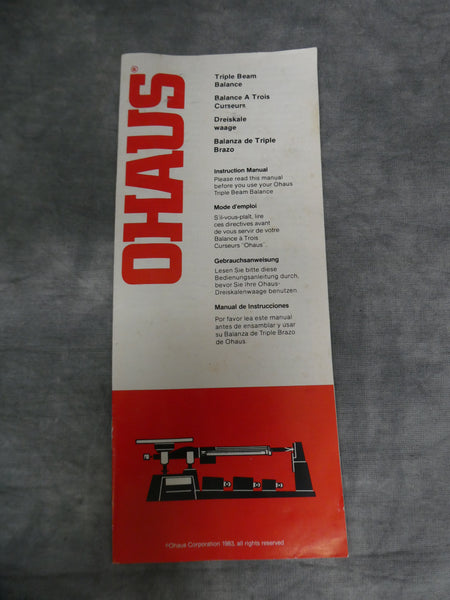 OHAUS®
Triple Beam
Balance
Balance A Trois
Curseurs
Dreiskale
waage
Balanza de Triple
Brazo
Instruction Manual
Please read this manual
before you use your Ohaus
Triple Beam Balance
Mode d'emploi
S'il-vous-plaît, lire
ces directives avant
de vous servir de votre
Balance à Trois
Curseurs "Ohaus".
Gebrauchsanweisung
Lesen Sie bitte diese
Bedienungsanleitung durch,
bevor Sie Ihre Ohaus-
Dreiskalenwaage benutzen.
Manual de Instrucciones
Por favor lea este manual
antes de ensamblar y usar
su Balanza de Triple Brazo
de Ohaus.
©Ohaus Corporation 1983, all rights reserved